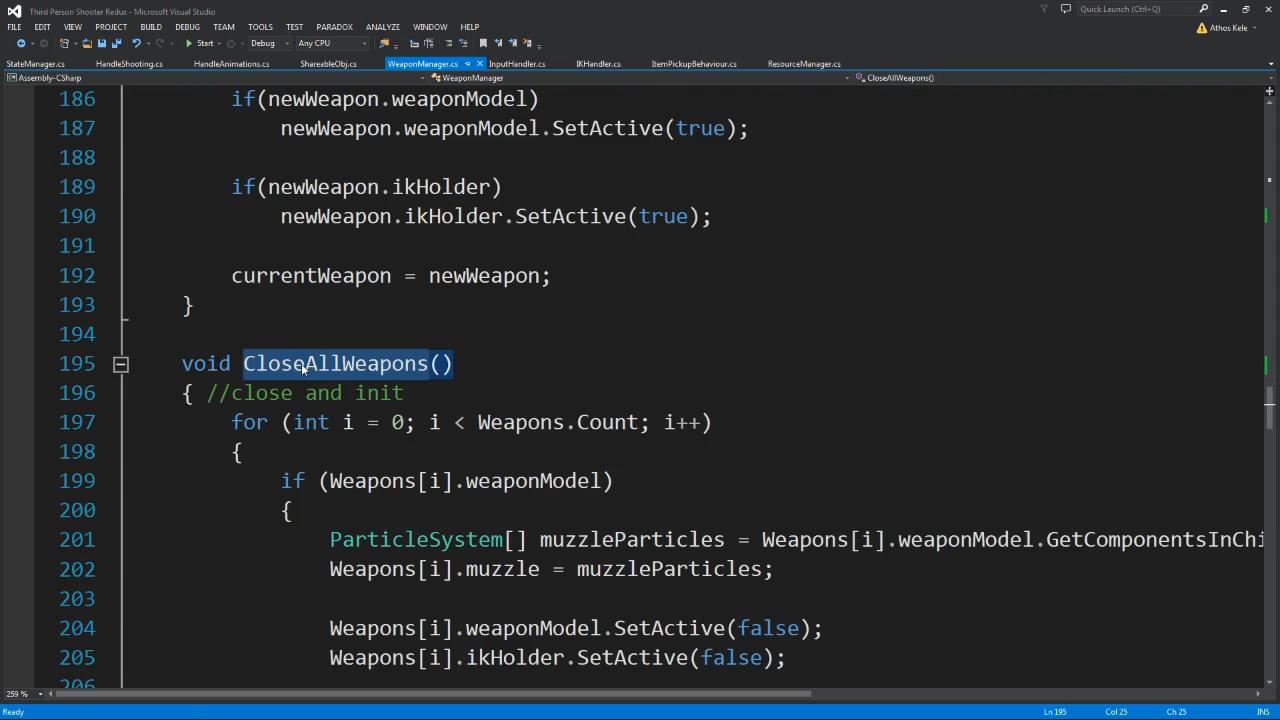 Third Person Shooter Redux - Microsoft Visual Studio
Quick Launch (Ctrl+Q)
FILE EDIT VIEW PROJECT BUILD DEBUG TEAM TOOLS TEST PARADOX ANALYZE WINDOW HELP
Athos Kele
Start Debug Any CPU
StateManager.cs HandleShooting.cs HandleAnimations.cs ShareableObj.cs WeaponManager.cs InputHandler.cs IKHandler.cs ItemPickupBehaviour.cs ResourceManager.cs
Assembly-CSharp WeaponManager CloseAllWeapons()
186 if(newWeapon.weaponModel)
187 newWeapon.weaponModel.SetActive(true);
188
189 if(newWeapon.ikHolder)
190 newWeapon.ikHolder.SetActive(true);
191
192 currentWeapon = newWeapon;
193 }
194
195 void CloseAllWeapons()
196 { //close and init
197 for (int i = 0; i < Weapons.Count; i++)
198 {
199 if (Weapons[i].weaponModel)
200 {
201 ParticleSystem[] muzzleParticles = Weapons[i].weaponModel.GetComponentsInChi
202 Weapons[i].muzzle = muzzleParticles;
203
204 Weapons[i].weaponModel.SetActive(false);
205 Weapons[i].ikHolder.SetActive(false);
206
259 %
Ready Ln 195 Col 25 Ch 25 INS